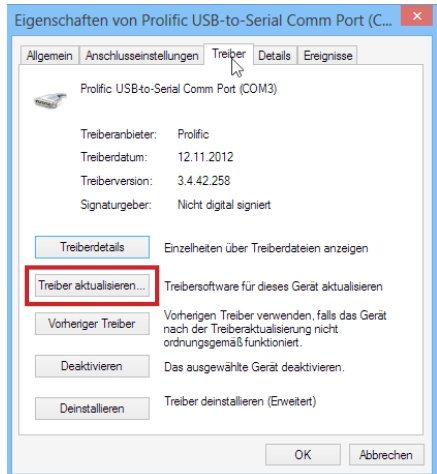 Eigenschaften von Prolific USB-to-Serial Comm Port (C...
Allgemein Anschlusseinstellungen Treiber Details Ereignisse
Prolific USB-to-Serial Comm Port (COM3)
Treiberanbieter: Prolific
Treiberdatum: 12.11.2012
Treiberversion: 3.4.42.258
Signaturgeber: Nicht digital signiert
Treiberdetails Einzelheiten über Treiberdateien anzeigen
Treiber aktualisieren... Treibersoftware für dieses Gerät aktualisieren
Vorheriger Treiber Vorherigen Treiber verwenden, falls das Gerät
nach der Treiberaktualisierung nicht
ordnungsgemäß funktioniert.
Deaktivieren Das ausgewählte Gerät deaktivieren.
Deinstallieren Treiber deinstallieren (Erweitert)
OK Abbrechen